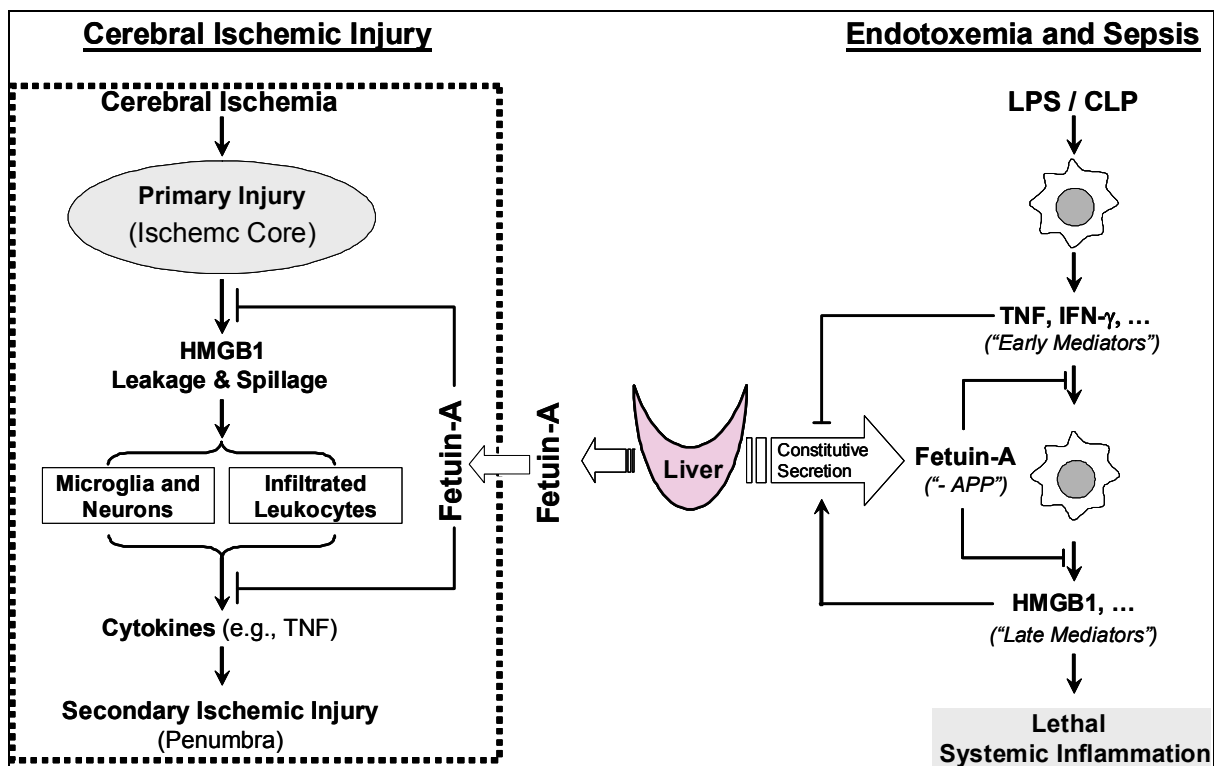 Cerebral Ischemic Injury
Cerebral Ischemia
Primary Injury
(Ischemc Core)
HMGB1
Leakage & Spillage
Microglia and
Neurons
Infiltrated
Leukocytes
Cytokines (e.g., TNF)
Secondary Ischemic Injury
(Penumbra)
Fetuin-A
Fetuin-A
Liver
Constitutive
Secretion
Endotoxemia and Sepsis
LPS / CLP
TNF, IFN-γ, ...
("Early Mediators")
Fetuin-A
("- APP")
HMGB1, ...
("Late Mediators")
Lethal
Systemic Inflammation